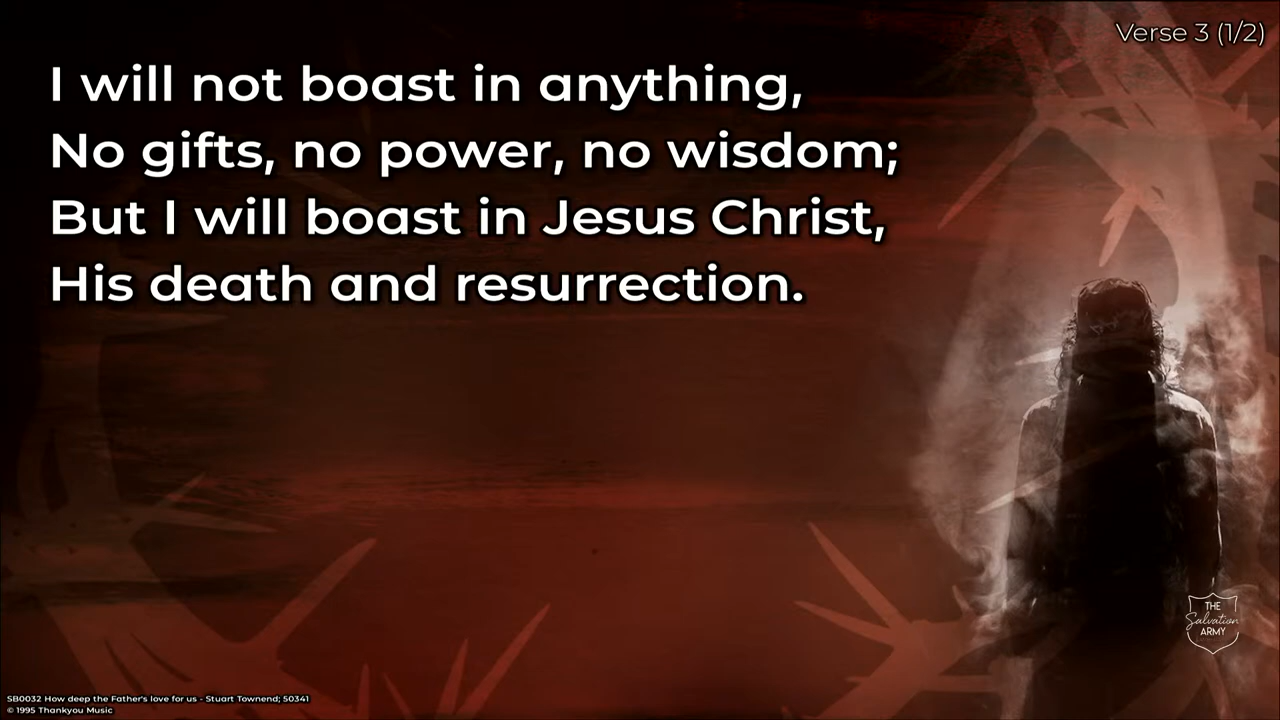 Verse 3 (1/2)
I will not boast in anything,
No gifts, no power, no wisdom;
But I will boast in Jesus Christ,
His death and resurrection.
THE
Salvation
ARMY
SB0032 How deep the Father's love for us - Stuart Townend; 50341
© 1995 Thankyou Music